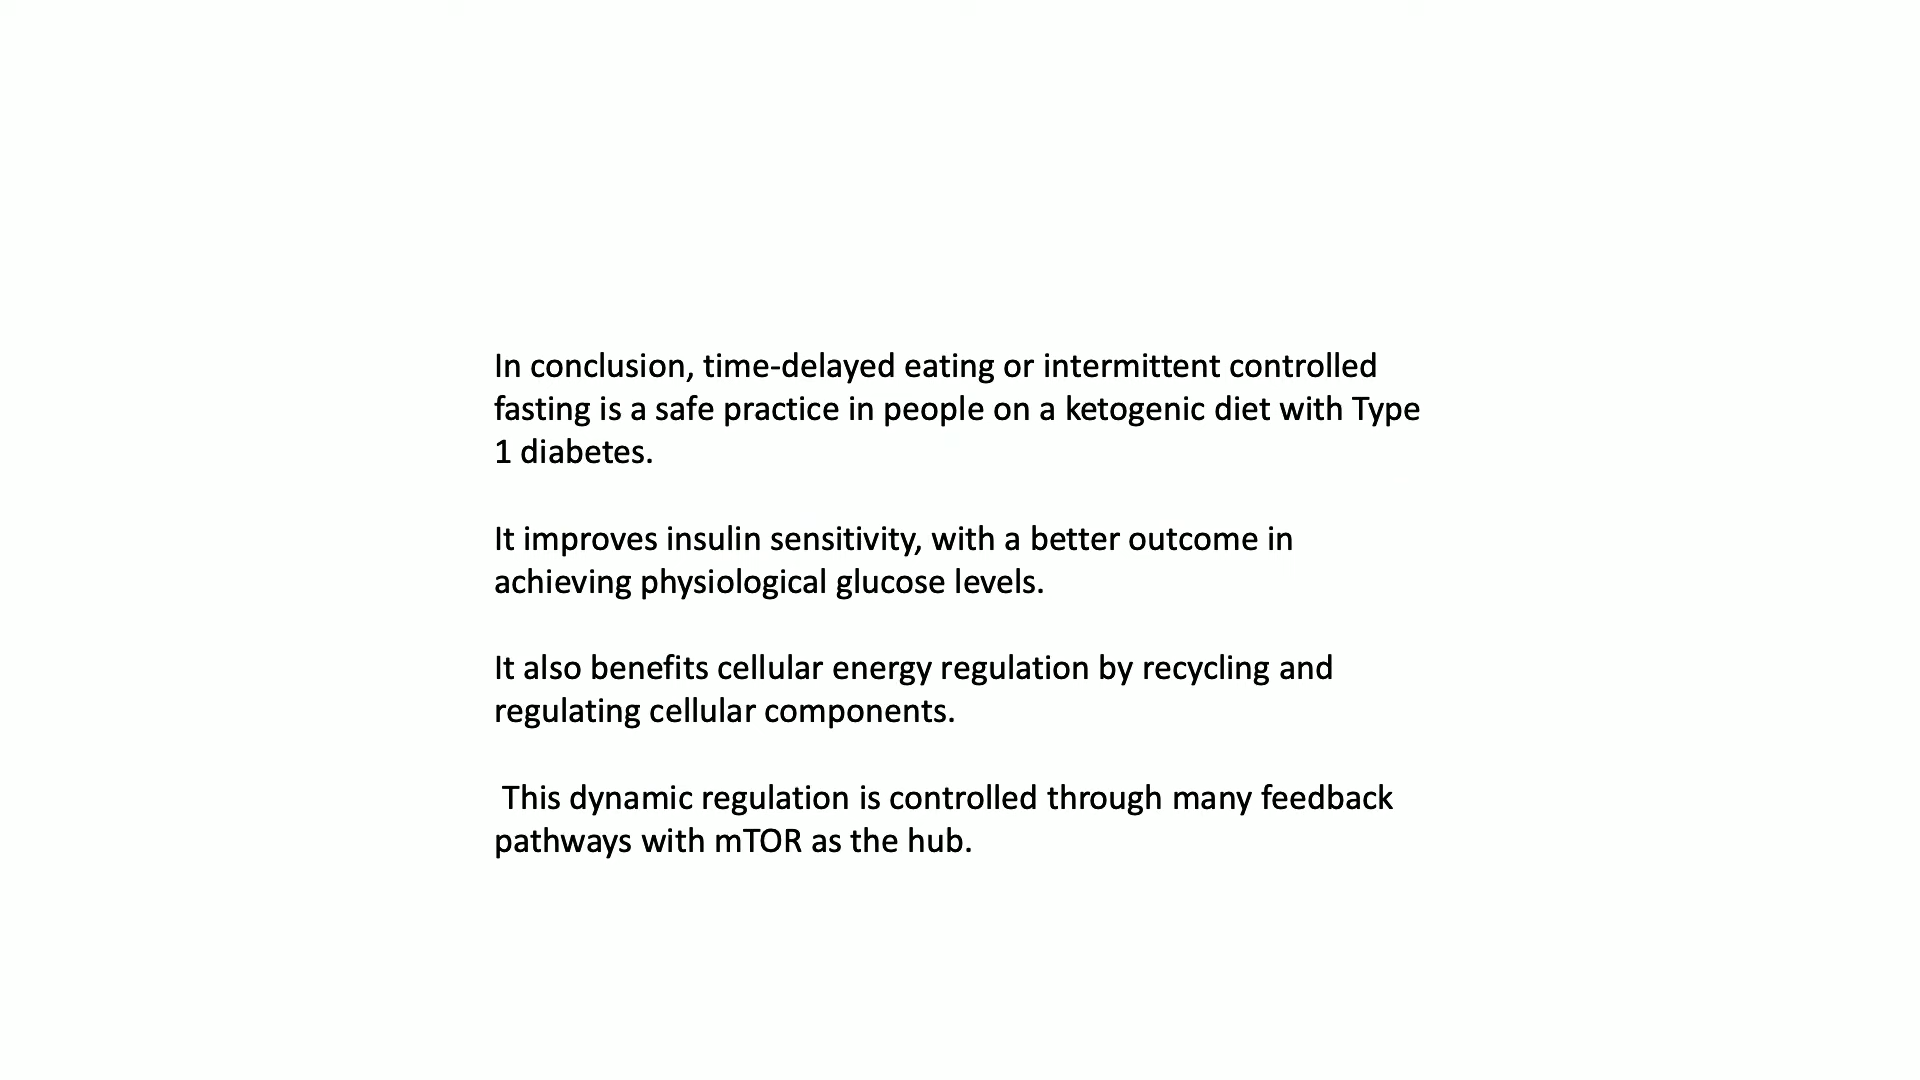 In conclusion, time-delayed eating or intermittent controlled
fasting is a safe practice in people on a ketogenic diet with Type
1 diabetes.
It improves insulin sensitivity, with a better outcome in
achieving physiological glucose levels.
It also benefits cellular energy regulation by recycling and
regulating cellular components.
This dynamic regulation is controlled through many feedback
pathways with mTOR as the hub.